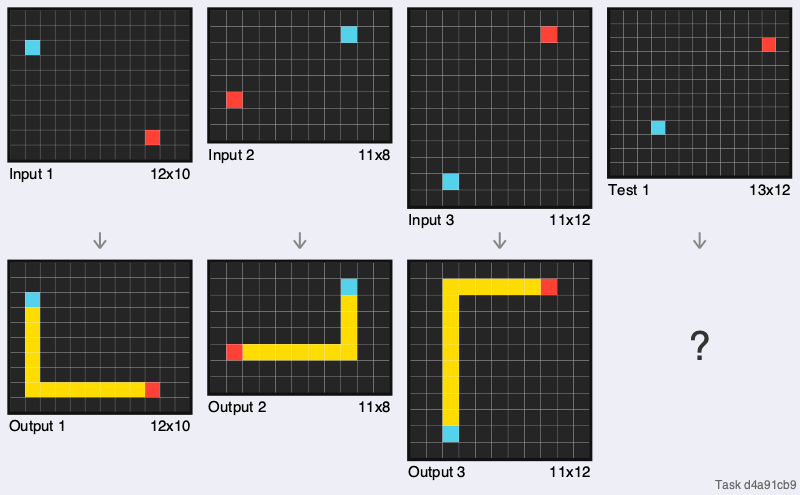 Input 1 12x10
Input 2 11x8
Input 3 11x12
Test 1 13x12
?
Output 1 12x10
Output 2 11x8
Output 3 11x12
Task d4a91cb9